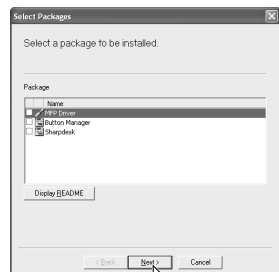 Select Packages
Select a package to be installed.
Package
Name
MFP Driver
Button Manager
Sharpdesk
Display README
< Back Next > Cancel